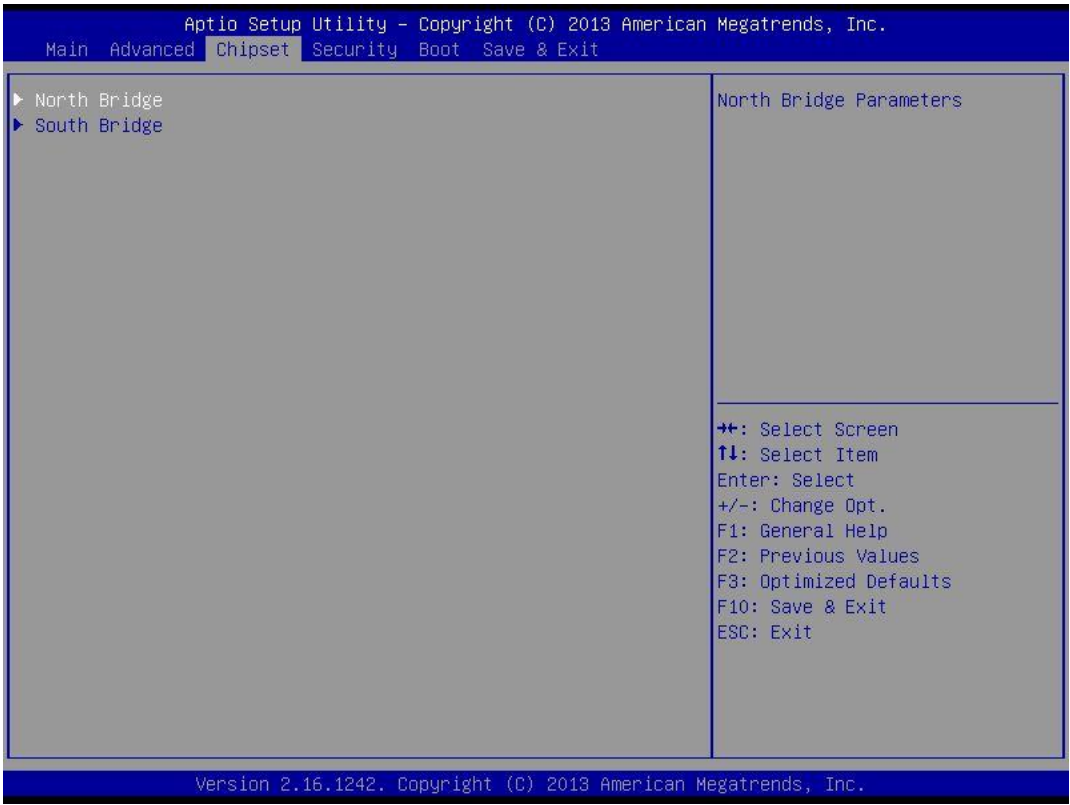 Aptio Setup Utility – Copyright (C) 2013 American Megatrends, Inc.
Main Advanced Chipset Security Boot Save & Exit
▶ North Bridge
▶ South Bridge
North Bridge Parameters
→←: Select Screen
↑↓: Select Item
Enter: Select
+/-: Change Opt.
F1: General Help
F2: Previous Values
F3: Optimized Defaults
F10: Save & Exit
ESC: Exit
Version 2.16.1242. Copyright (C) 2013 American Megatrends, Inc.